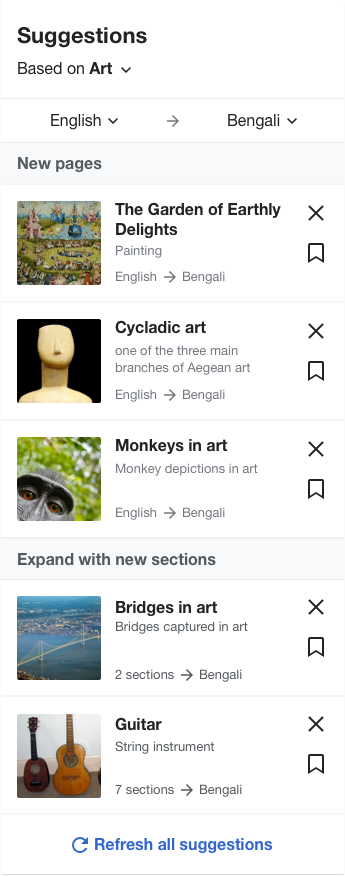 Suggestions
Based on Art
English → Bengali
New pages
The Garden of Earthly
Delights
Painting
English → Bengali
Cycladic art
one of the three main
branches of Aegean art
English → Bengali
Monkeys in art
Monkey depictions in art
English → Bengali
Expand with new sections
Bridges in art
Bridges captured in art
2 sections → Bengali
Guitar
String instrument
7 sections → Bengali
Refresh all suggestions